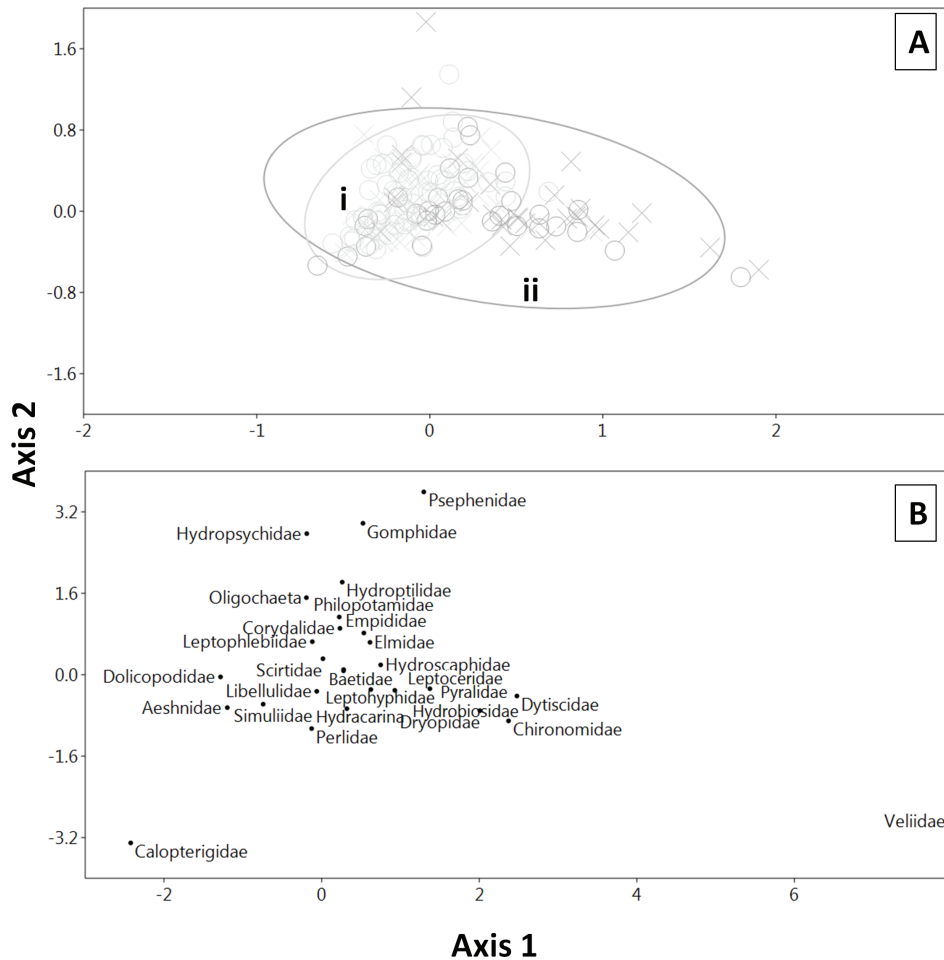 A
1.6
0.8
0.0
-0.8
-1.6
i
ii
-2
-1
0
1
2
Axis 2
B
3.2
1.6
0.0
-1.6
-3.2
Psephenidae
Gomphidae
Hydropsychidae
Hydroptilidae
Oligochaeta
Philopotamidae
Empididae
Corydalidae
Leptophlebiidae
Elmidae
Hydroscaphidae
Scirtidae
Dolicopodidae
Baetidae
Leptoceridae
Libellulidae
Leptohyphidae
Pyralidae
Aeshnidae
Dytiscidae
Simuliidae
Hydracarina
Hydrobiosidae
Dryopidae
Chironomidae
Perlidae
Veliidae
Calopterigidae
-2
0
2
4
6
Axis 1